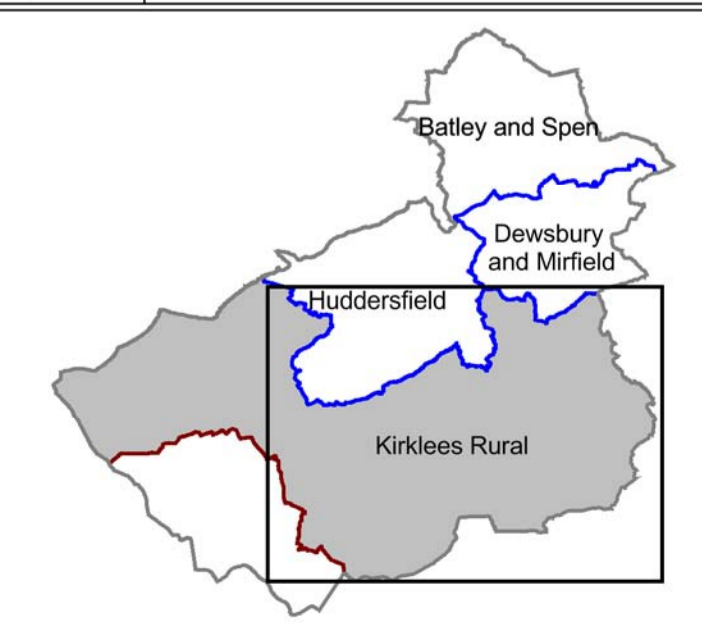 Batley and Spen
Dewsbury
and Mirfield
Huddersfield
Kirklees Rural